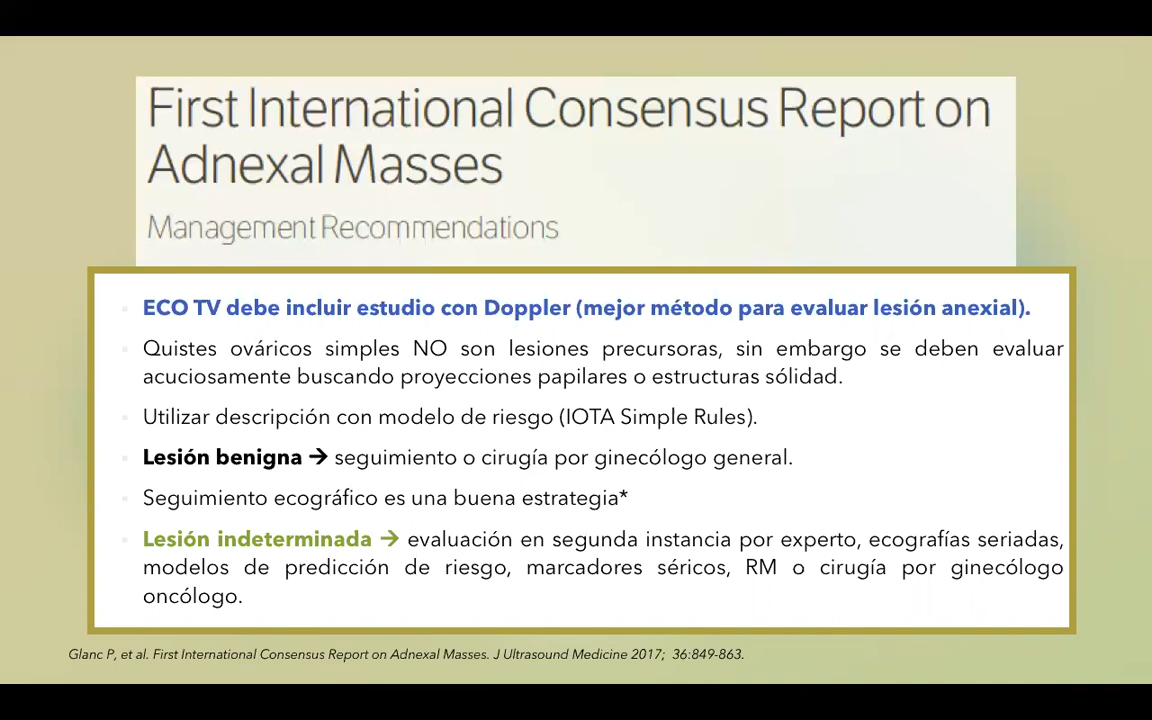 First International Consensus Report on
Adnexal Masses
Management Recommendations
ECO TV debe incluir estudio con Doppler (mejor método para evaluar lesión anexial).
Quistes ováricos simples NO son lesiones precursoras, sin embargo se deben evaluar
acuciosamente buscando proyecciones papilares o estructuras sólidad.
Utilizar descripción con modelo de riesgo (IOTA Simple Rules).
Lesión benigna → seguimiento o cirugía por ginecólogo general.
Seguimiento ecográfico es una buena estrategia*
Lesión indeterminada → evaluación en segunda instancia por experto, ecografías seriadas,
modelos de predicción de riesgo, marcadores séricos, RM o cirugía por ginecólogo
oncólogo.
Glanc P, et al. First International Consensus Report on Adnexal Masses. J Ultrasound Medicine 2017; 36:849-863.